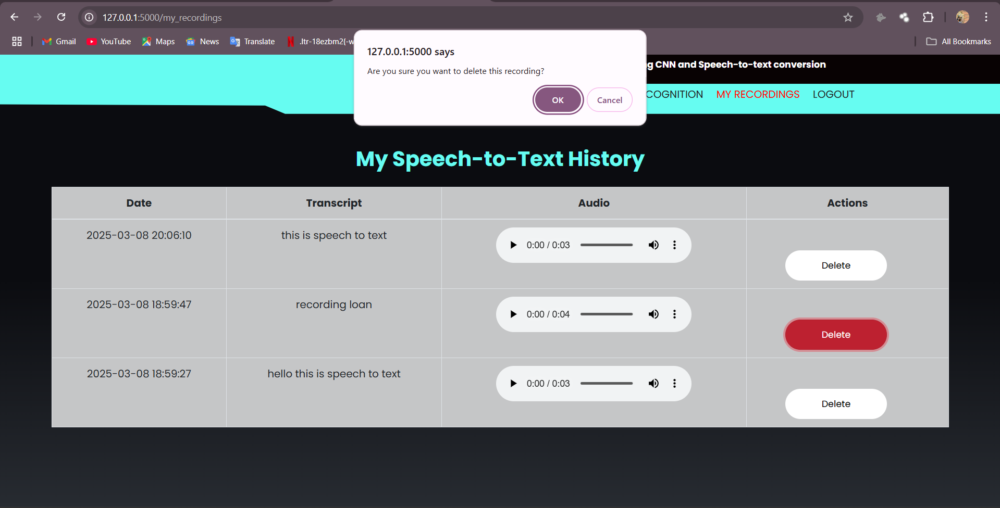 127.0.0.1:5000/my_recordings
Gmail YouTube Maps News Translate .ltr-18ezbm2{-w All Bookmarks
127.0.0.1:5000 says
Are you sure you want to delete this recording?
OK Cancel
g CNN and Speech-to-text conversion
COGNITION MY RECORDINGS LOGOUT
My Speech-to-Text History
Date Transcript Audio Actions
2025-03-08 20:06:10 this is speech to text 0:00 / 0:03 Delete
2025-03-08 18:59:47 recording loan 0:00 / 0:04 Delete
2025-03-08 18:59:27 hello this is speech to text 0:00 / 0:03 Delete